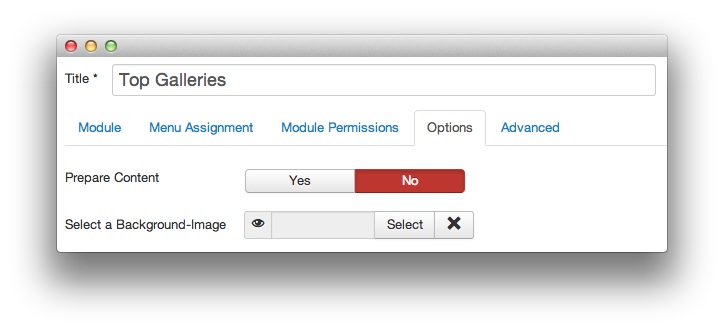 Title * Top Galleries
Module Menu Assignment Module Permissions Options Advanced
Prepare Content Yes No
Select a Background-Image Select